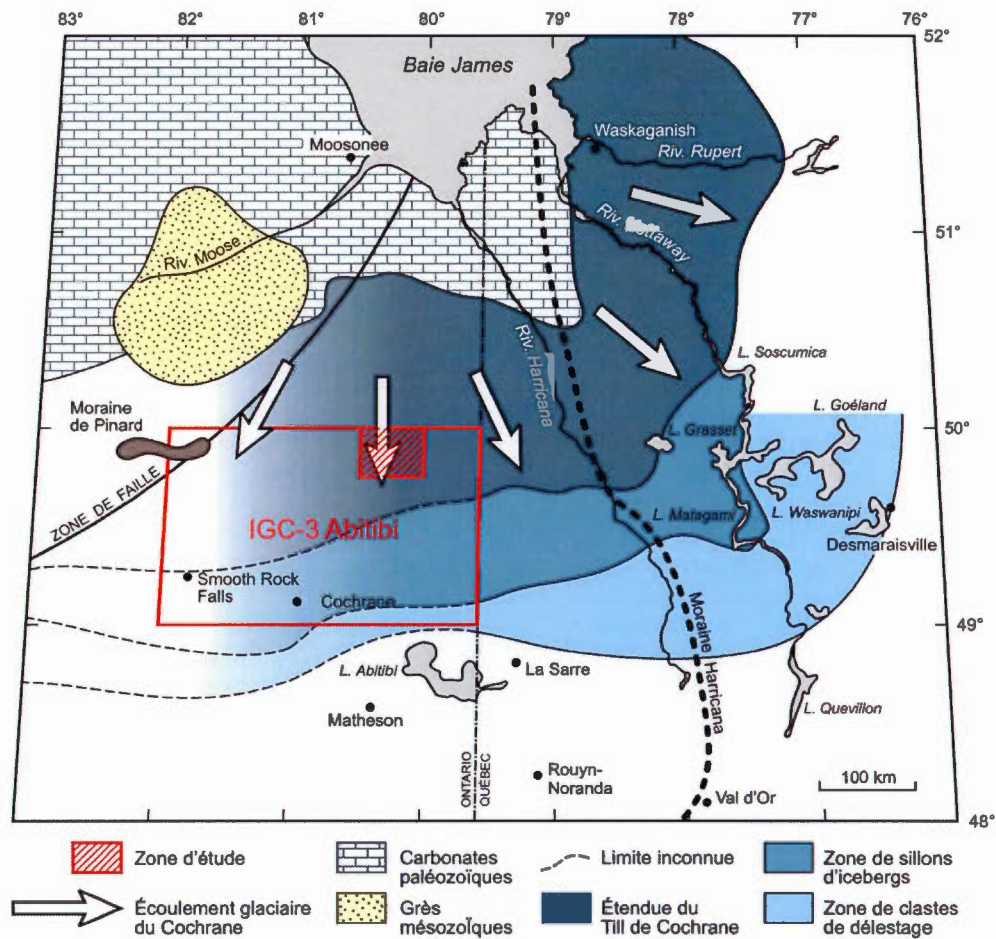 83° 82° 81° 80° 79° 78° 77° 76°
52°
Baie James
Waskaganish
Moosonee
Riv. Rupert
51°
Riv. Moose
L. Soscumica
Riv. Harricana
Moraine
de Pinard
L. Goéland
50°
L. Grasset
ZONE DE FAILLE
IGC-3 Abitibi
L. Matagami
L. Waswanipi
Desmaraisville
Smooth Rock
Falls
Cochrane
49°
Moraine Harricana
L. Abitibi
La Sarre
L. Quevillon
Matheson
ONTARIO
QUÉBEC
Rouyn-
Noranda
100 km
Val d'Or
48°
Zone d'étude
Carbonates
paléozoïques
Limite inconnue
Zone de sillons
d'icebergs
Écoulement glaciaire
du Cochrane
Grès
mésozoïques
Étendue du
Till de Cochrane
Zone de clastes
de délestage